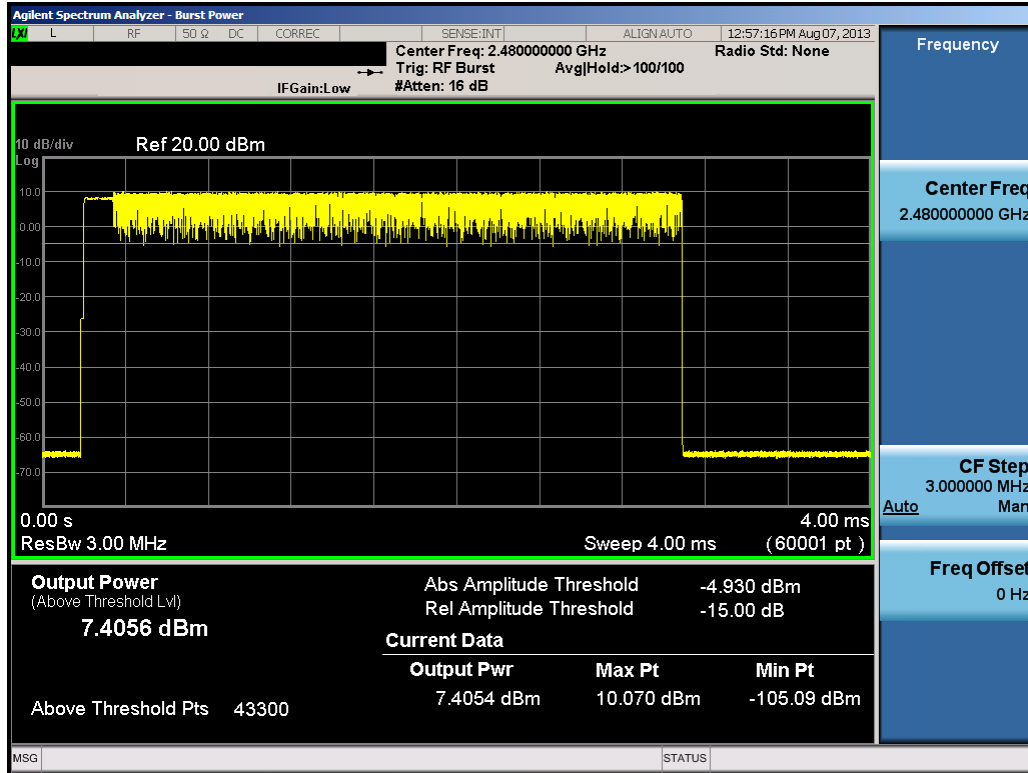 Agilent Spectrum Analyzer - Burst Power
LXI L RF 50 Ω DC CORREC SENSE:INT ALIGN AUTO 12:57:16 PM Aug 07, 2013
Frequency
Center Freq: 2.480000000 GHz Radio Std: None
Trig: RF Burst Avg|Hold:>100/100
IFGain:Low #Atten: 16 dB
10 dB/div Ref 20.00 dBm
Log
10.0
0.00
-10.0
-20.0
-30.0
-40.0
-50.0
-60.0
-70.0
0.00 s 4.00 ms
ResBw 3.00 MHz Sweep 4.00 ms (60001 pt )
Center Freq
2.480000000 GHz
CF Step
3.000000 MHz
Auto Man
Freq Offset
0 Hz
Output Power
(Above Threshold Lvl)
7.4056 dBm
Above Threshold Pts 43300
Abs Amplitude Threshold -4.930 dBm
Rel Amplitude Threshold -15.00 dB
Current Data
Output Pwr Max Pt Min Pt
7.4054 dBm 10.070 dBm -105.09 dBm
MSG STATUS